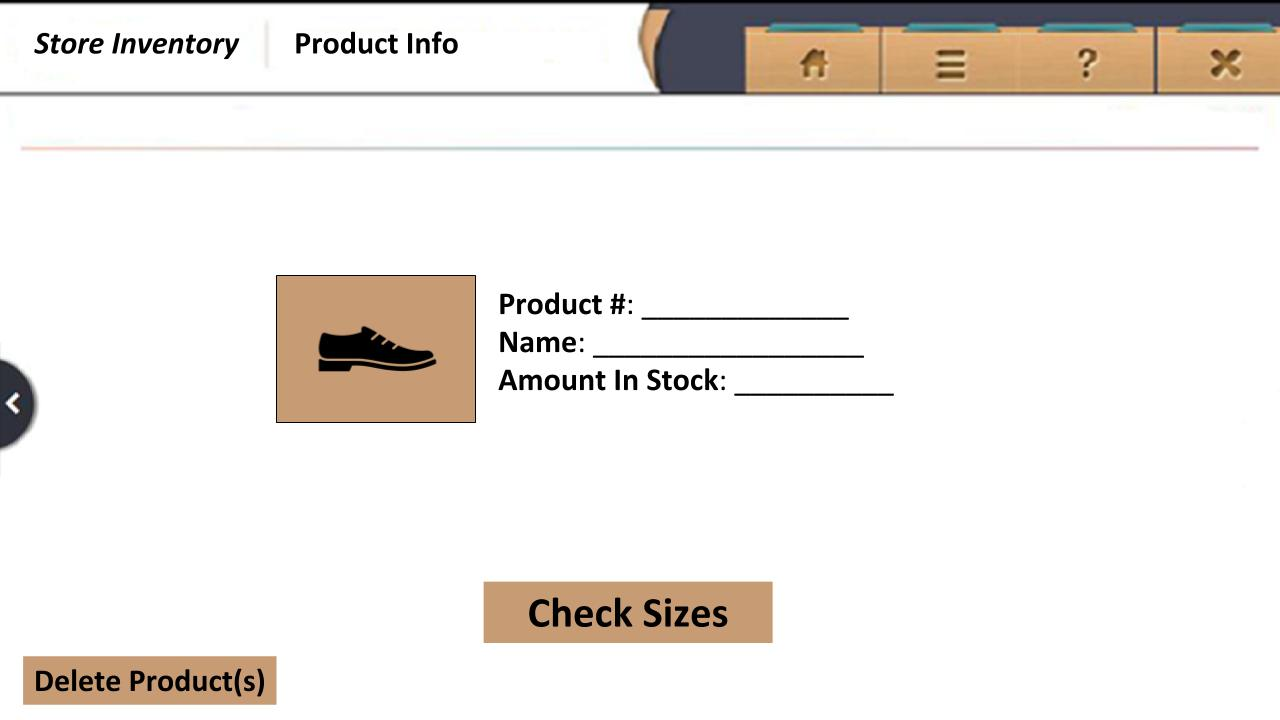 Store Inventory
Product Info
?
Product #: _____________
Name: _________________
Amount In Stock: __________
Check Sizes
Delete Product(s)